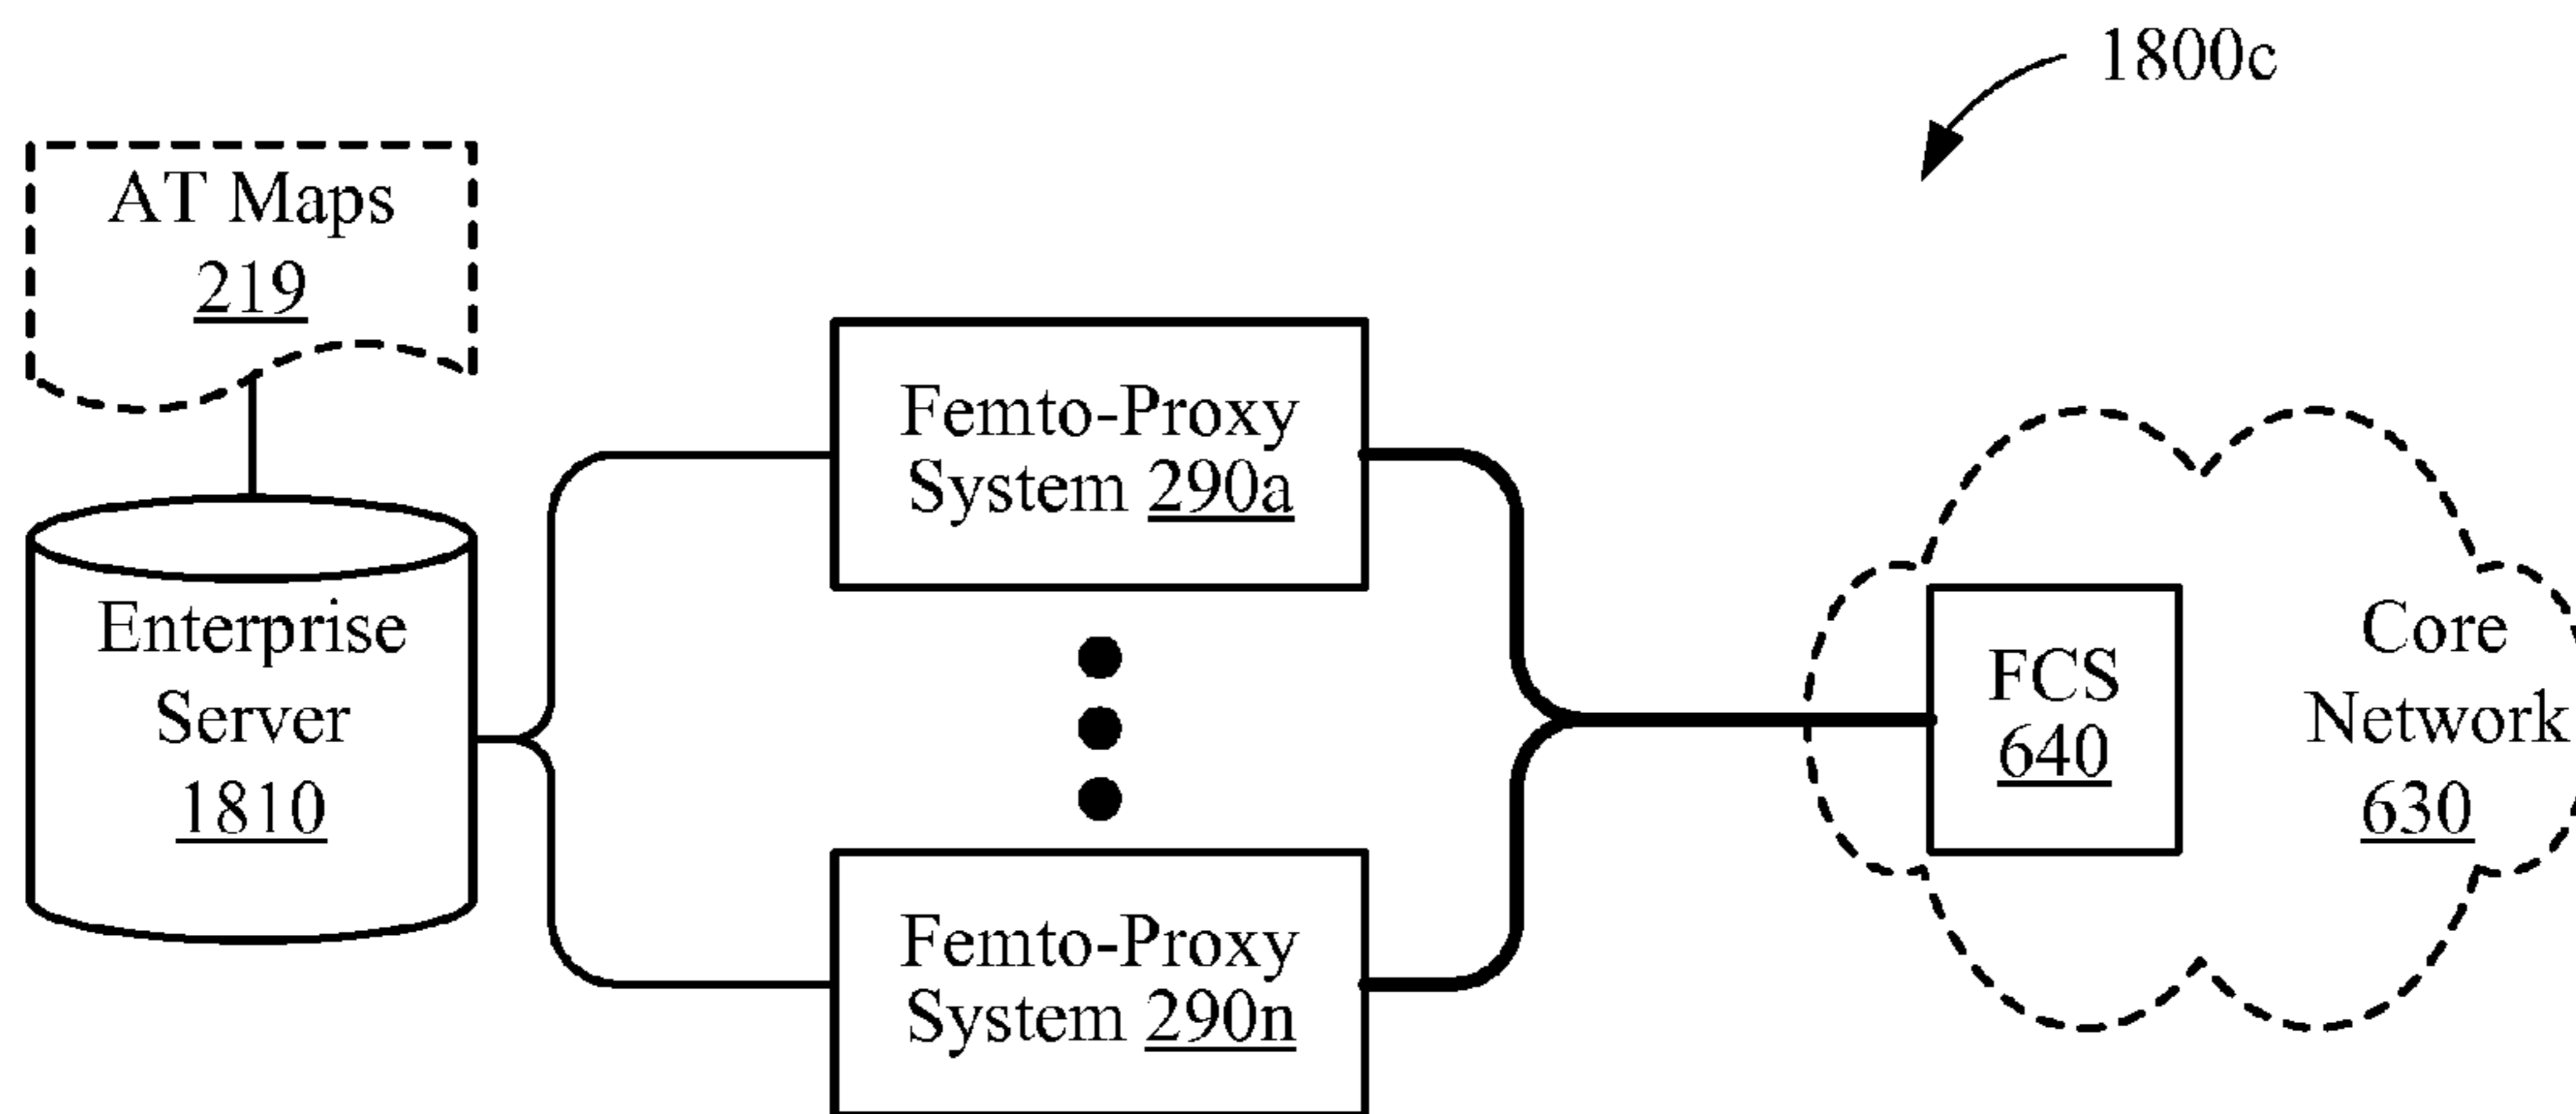 1800c
AT Maps
219
Enterprise
Server
1810
Femto-Proxy
System 290a
Femto-Proxy
System 290n
FCS
640
Core
Network
630